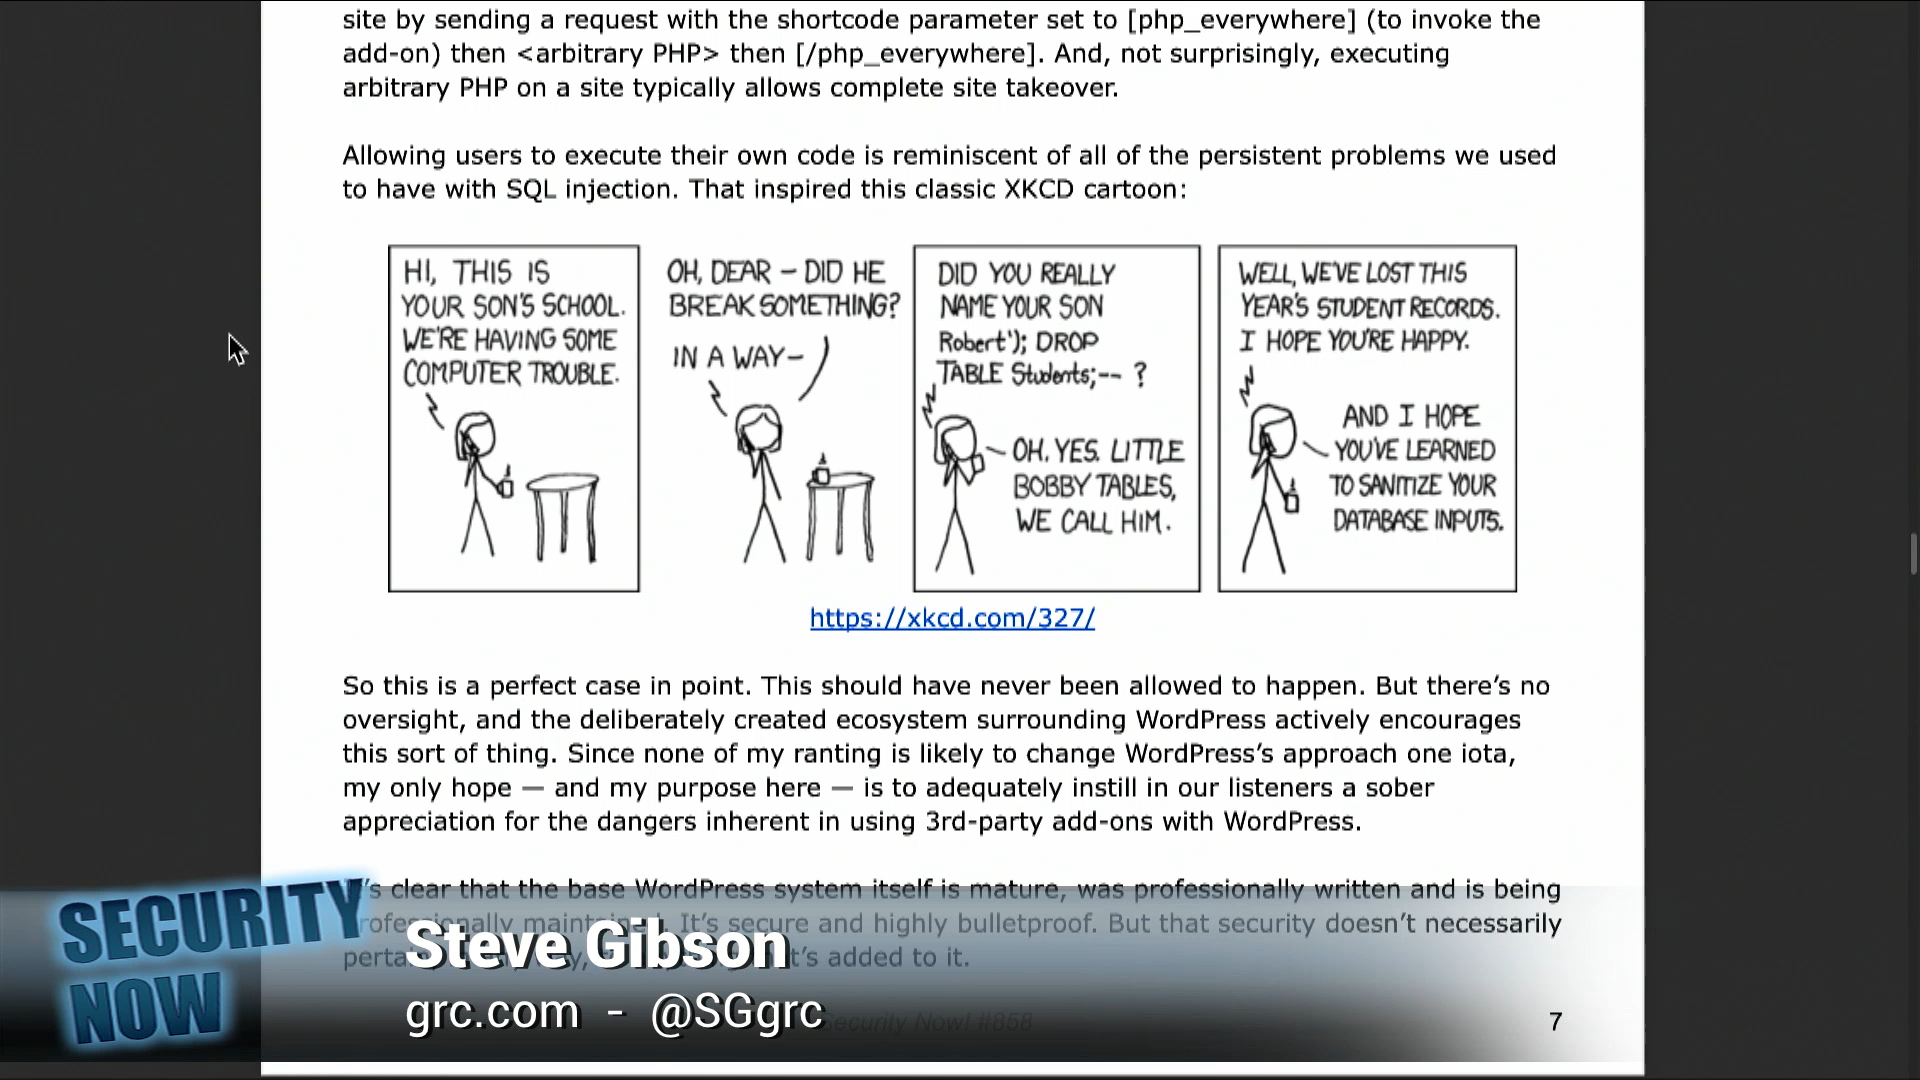 site by sending a request with the shortcode parameter set to [php_everywhere] (to invoke the
add-on) then <arbitrary PHP> then [/php_everywhere]. And, not surprisingly, executing
arbitrary PHP on a site typically allows complete site takeover.
Allowing users to execute their own code is reminiscent of all of the persistent problems we used
to have with SQL injection. That inspired this classic XKCD cartoon:
HI, THIS IS
YOUR SON'S SCHOOL.
WE'RE HAVING SOME
COMPUTER TROUBLE.
OH, DEAR – DID HE
BREAK SOMETHING?
IN A WAY–
DID YOU REALLY
NAME YOUR SON
Robert'); DROP
TABLE Students;-- ?
OH. YES. LITTLE
BOBBY TABLES,
WE CALL HIM.
WELL, WE'VE LOST THIS
YEAR'S STUDENT RECORDS.
I HOPE YOU'RE HAPPY.
AND I HOPE
YOU'VE LEARNED
TO SANITIZE YOUR
DATABASE INPUTS.
https://xkcd.com/327/
So this is a perfect case in point. This should have never been allowed to happen. But there's no
oversight, and the deliberately created ecosystem surrounding WordPress actively encourages
this sort of thing. Since none of my ranting is likely to change WordPress's approach one iota,
my only hope — and my purpose here — is to adequately instill in our listeners a sober
appreciation for the dangers inherent in using 3rd-party add-ons with WordPress.
clear that the base WordPress system itself is mature, was professionally written and is being
It's secure and highly bulletproof. But that security doesn't necessarily
added to it.
SECURITY
NOW
Steve Gibson
grc.com - @SGgrc
Security Now! #858
7